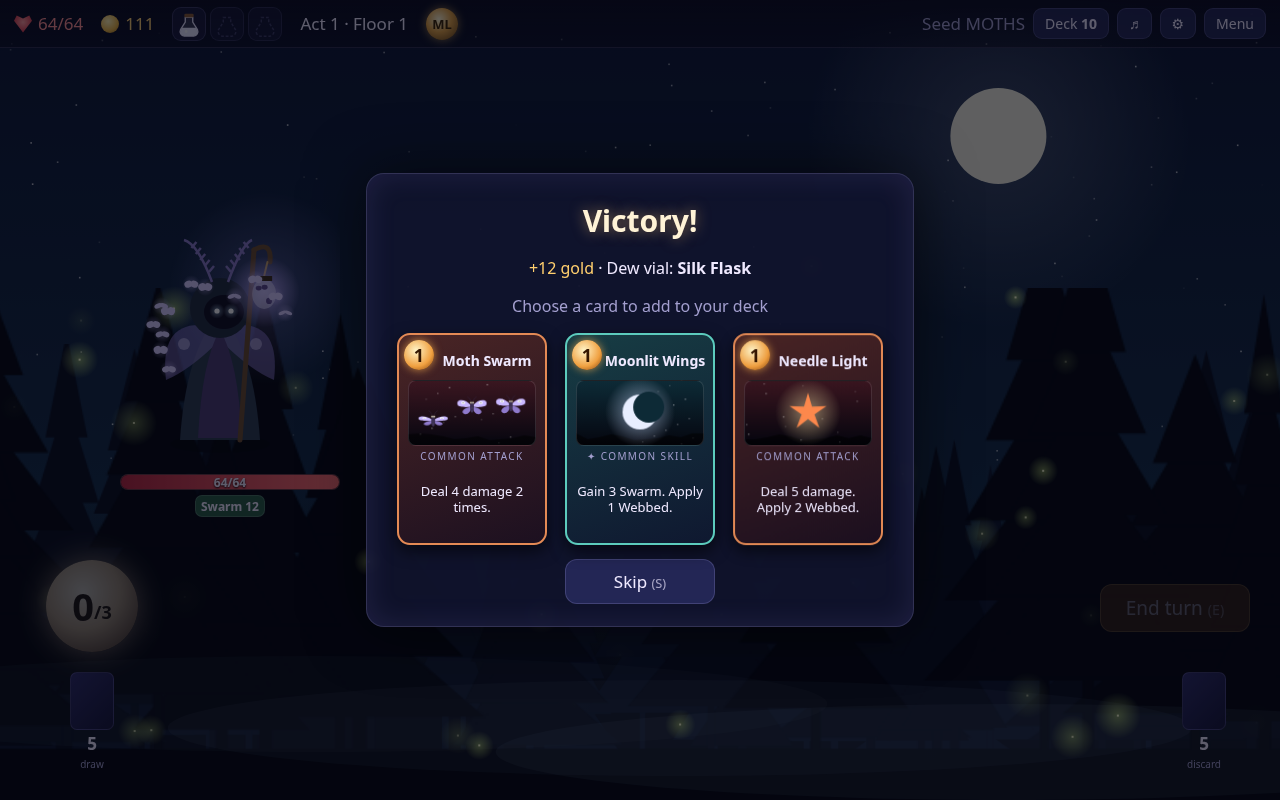 64/64
111
Act 1 · Floor 1
ML
Seed MOTHS
Deck 10
Menu
Victory!
+12 gold · Dew vial: Silk Flask
Choose a card to add to your deck
1 Moth Swarm
COMMON ATTACK
Deal 4 damage 2
times.
1 Moonlit Wings
✦ COMMON SKILL
Gain 3 Swarm. Apply
1 Webbed.
1 Needle Light
COMMON ATTACK
Deal 5 damage.
Apply 2 Webbed.
Skip (S)
64/64
Swarm 12
0/3
End turn (E)
5
draw
5
discard